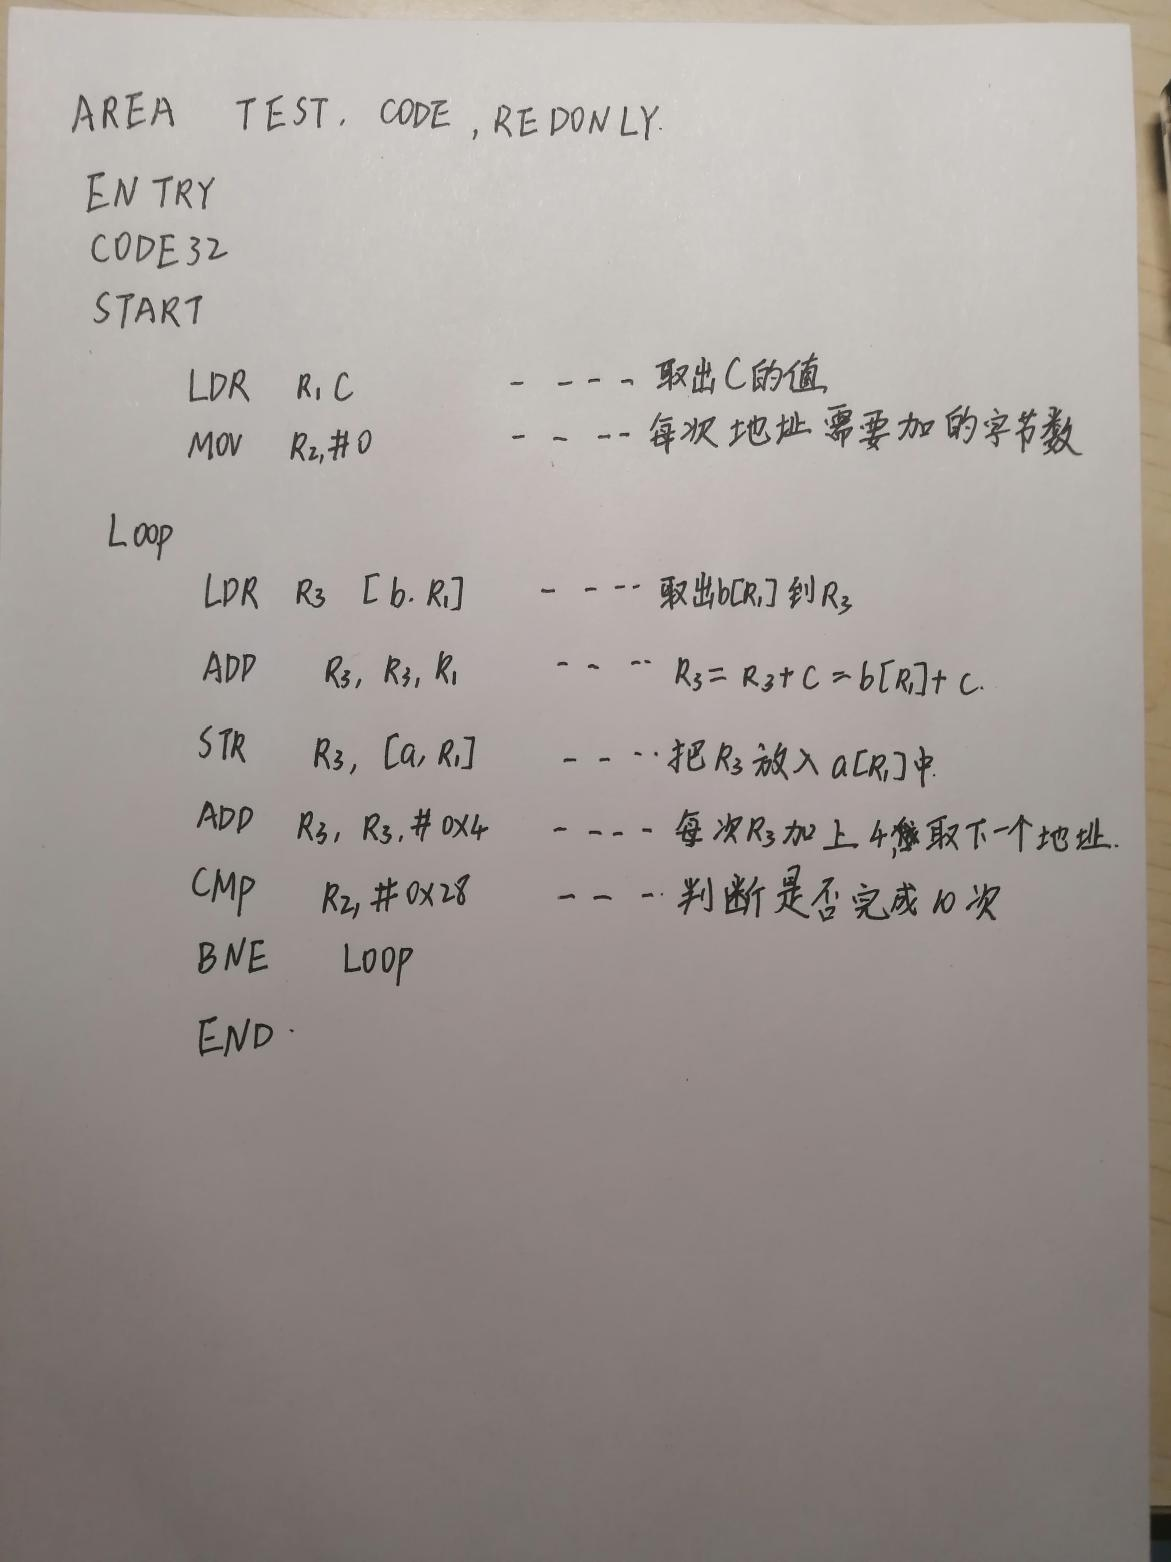 AREA TEST. CODE, REDONLY.
ENTRY
CODE32
START
LDR R1 C ---- 取出C的值
MOV R2,#0 ---- 每次地址需要加的字节数
Loop
LDR R3 [b. R1] ---- 取出b[R1]到R3
ADD R3, R3, R1 ---- R3 = R3 + C = b[R1] + C.
STR R3, [a, R1] ---- 把R3放入a[R1]中.
ADD R3, R3, #0x4 ---- 每次R3加上4,取下一个地址.
CMP R2, #0x28 ---- 判断是否完成10次
BNE LOOP
END.